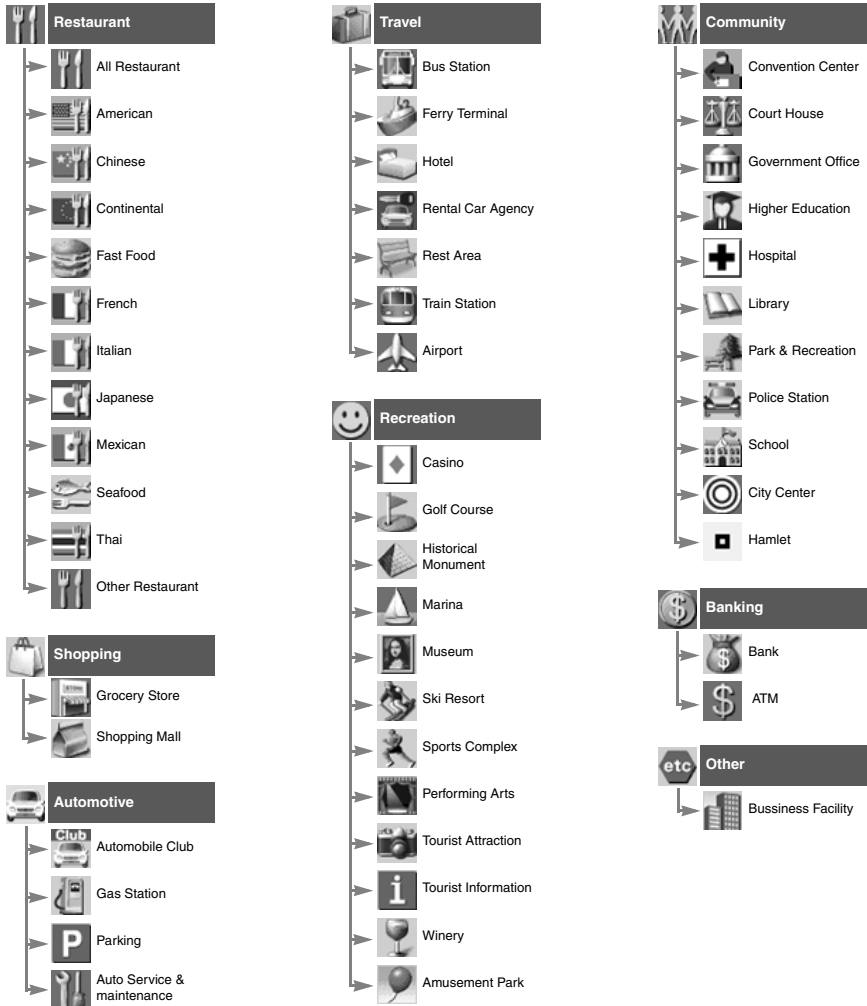 Restaurant
All Restaurant
American
Chinese
Continental
Fast Food
French
Italian
Japanese
Mexican
Seafood
Thai
Other Restaurant
Shopping
STORE
Grocery Store
Shopping Mall
Automotive
Club
Automobile Club
Gas Station
P
Parking
Auto Service &
maintenance
Travel
Bus Station
Ferry Terminal
Hotel
Rental Car Agency
Rest Area
Train Station
Airport
Recreation
Casino
Golf Course
Historical
Monument
Marina
Museum
Ski Resort
Sports Complex
Performing Arts
Tourist Attraction
i
Tourist Information
Winery
Amusement Park
Community
Convention Center
Court House
Government Office
Higher Education
Hospital
Library
Park & Recreation
Police Station
School
City Center
Hamlet
$
Banking
$
Bank
$
ATM
etc
Other
Bussiness Facility